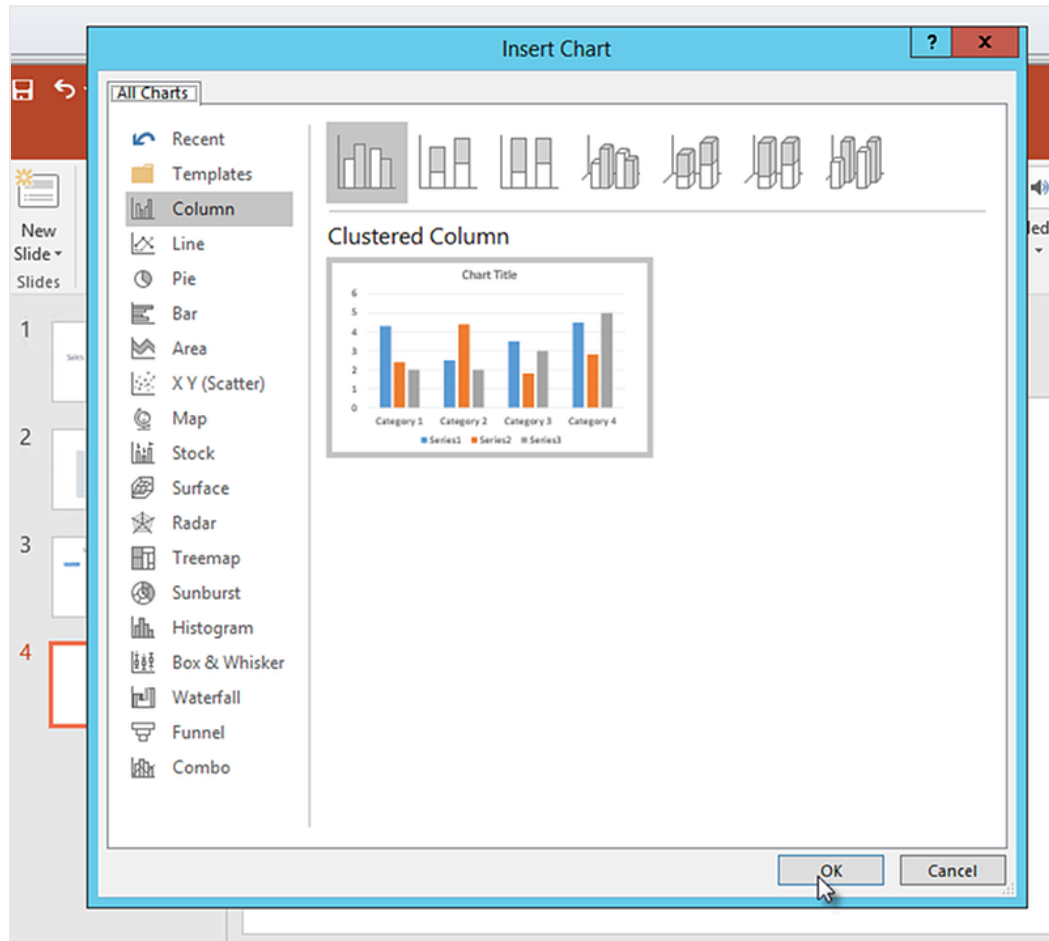 Insert Chart
?
x
All Charts
Recent
Templates
Column
Line
Pie
Bar
Area
X Y (Scatter)
Map
Stock
Surface
Radar
Treemap
Sunburst
Histogram
Box & Whisker
Waterfall
Funnel
Combo
Clustered Column
Chart Title
6
5
4
3
2
1
0
Category 1 Category 2 Category 3 Category 4
Series1 Series2 Series3
OK
Cancel
New
Slide
Slides
1
Sales
2
3
4
led